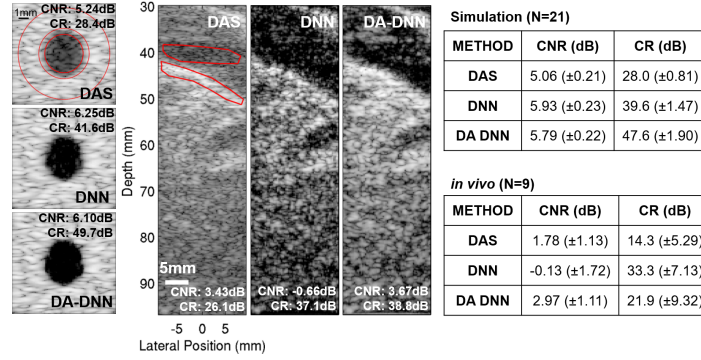 1mm CNR: 5.24dB
CR: 28.4dB
DAS
CNR: 6.25dB
CR: 41.6dB
DNN
CNR: 6.10dB
CR: 49.7dB
DA-DNN
30
40
50
60
70
80
90
Depth (mm)
DAS
5mm
CNR: 3.43dB
CR: 26.1dB
DNN
CNR: -0.66dB
CR: 37.1dB
DA-DNN
CNR: 3.67dB
CR: 38.8dB
-5 0 5
Lateral Position (mm)
Simulation (N=21)
METHOD CNR (dB) CR (dB)
DAS 5.06 (±0.21) 28.0 (±0.81)
DNN 5.93 (±0.23) 39.6 (±1.47)
DA DNN 5.79 (±0.22) 47.6 (±1.90)
in vivo (N=9)
METHOD CNR (dB) CR (dB)
DAS 1.78 (±1.13) 14.3 (±5.29)
DNN -0.13 (±1.72) 33.3 (±7.13)
DA DNN 2.97 (±1.11) 21.9 (±9.32)